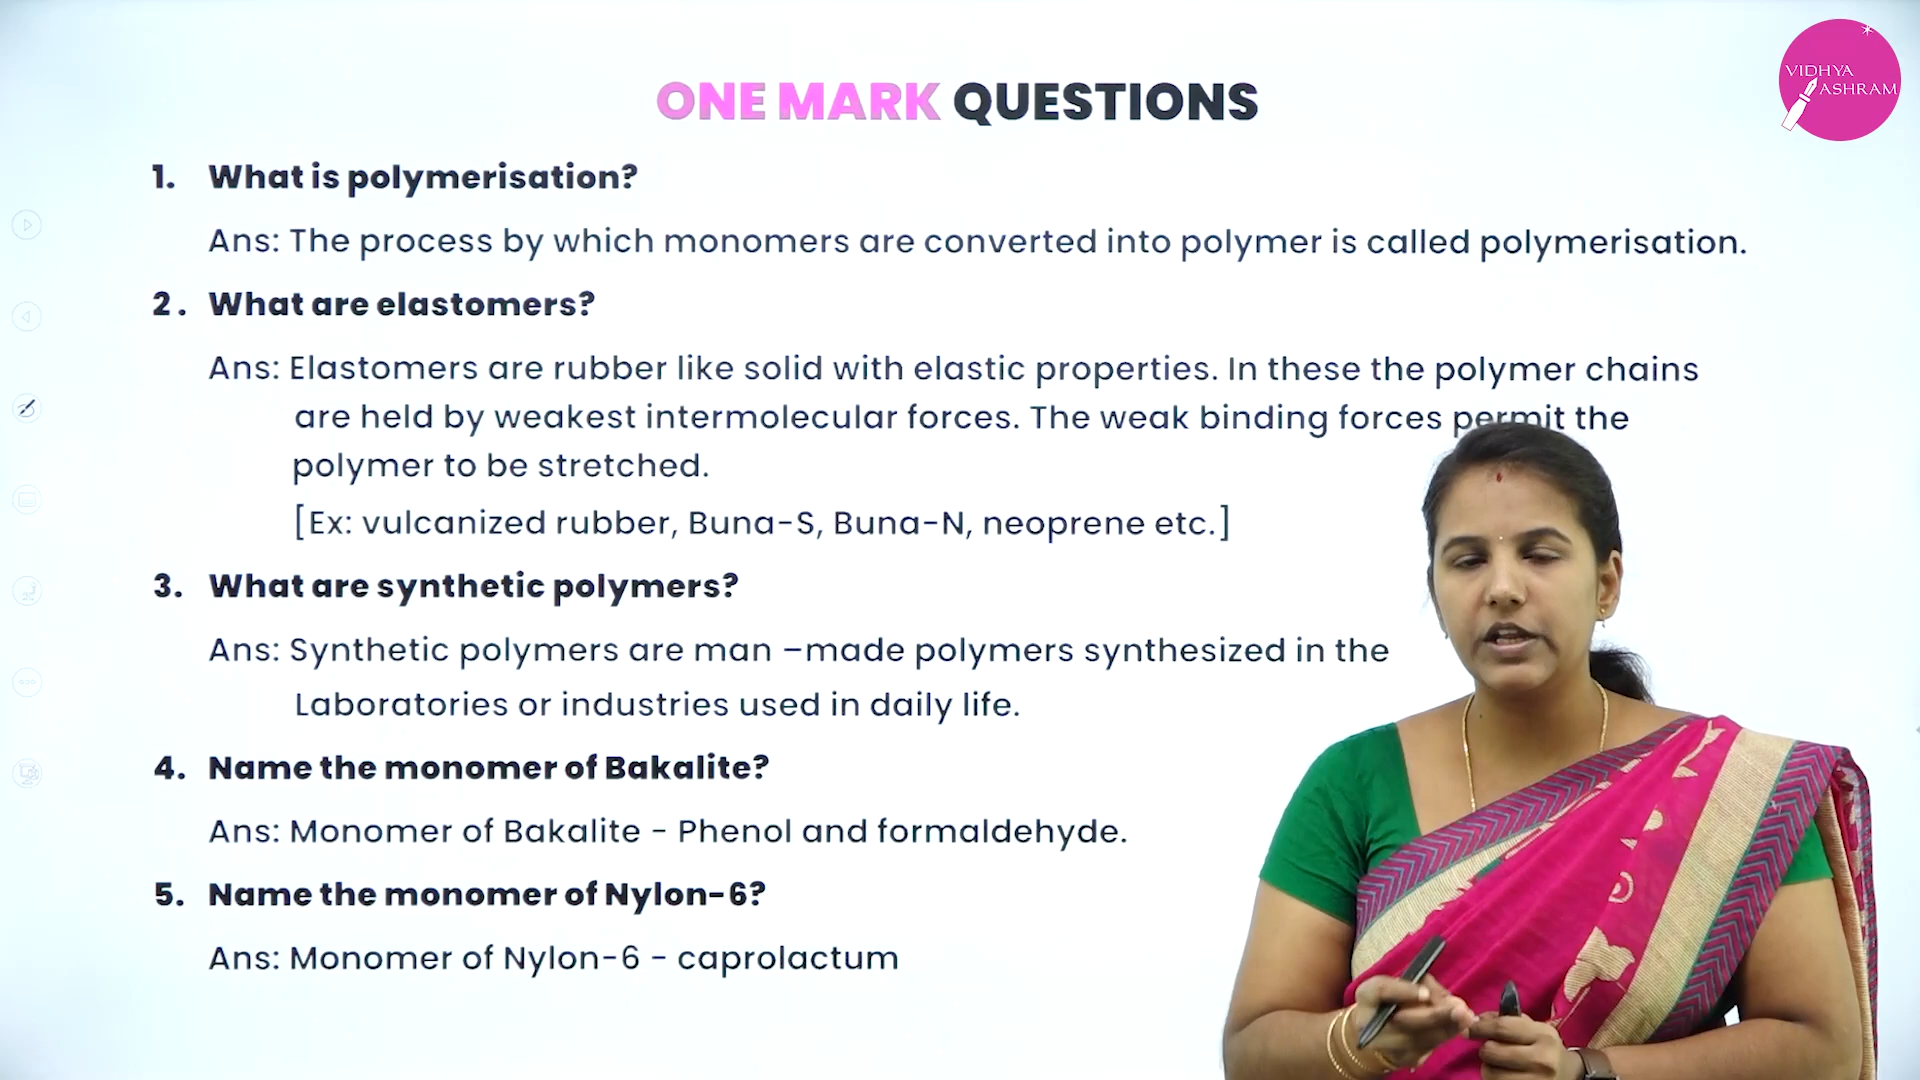 VIDHYA
ASHRAM
ONE MARK QUESTIONS
1. What is polymerisation?
Ans: The process by which monomers are converted into polymer is called polymerisation.
2. What are elastomers?
Ans: Elastomers are rubber like solid with elastic properties. In these the polymer chains
are held by weakest intermolecular forces. The weak binding forces permit the
polymer to be stretched.
[Ex: vulcanized rubber, Buna-S, Buna-N, neoprene etc.]
3. What are synthetic polymers?
Ans: Synthetic polymers are man –made polymers synthesized in the
Laboratories or industries used in daily life.
4. Name the monomer of Bakalite?
Ans: Monomer of Bakalite - Phenol and formaldehyde.
5. Name the monomer of Nylon-6?
Ans: Monomer of Nylon-6 - caprolactum